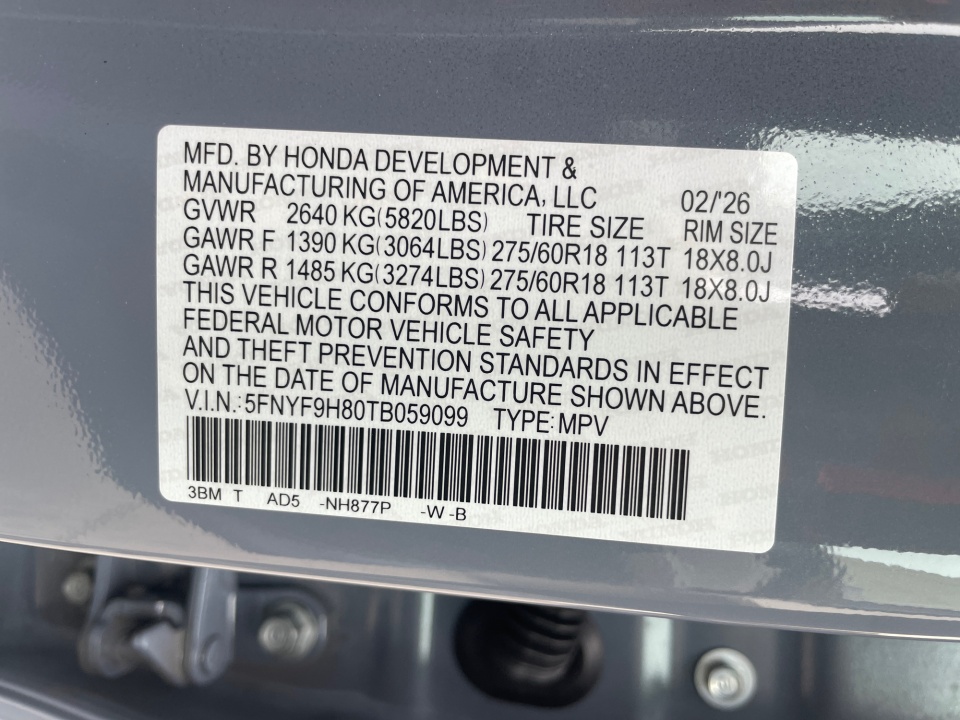 MFD. BY HONDA DEVELOPMENT &
MANUFACTURING OF AMERICA, LLC 02/'26
GVWR 2640 KG(5820LBS) TIRE SIZE RIM SIZE
GAWR F 1390 KG(3064LBS) 275/60R18 113T 18X8.0J
GAWR R 1485 KG(3274LBS) 275/60R18 113T 18X8.0J
THIS VEHICLE CONFORMS TO ALL APPLICABLE
FEDERAL MOTOR VEHICLE SAFETY
AND THEFT PREVENTION STANDARDS IN EFFECT
ON THE DATE OF MANUFACTURE SHOWN ABOVE.
V.I.N.: 5FNYF9H80TB059099 TYPE: MPV
3BM T AD5 -NH877P -W -B